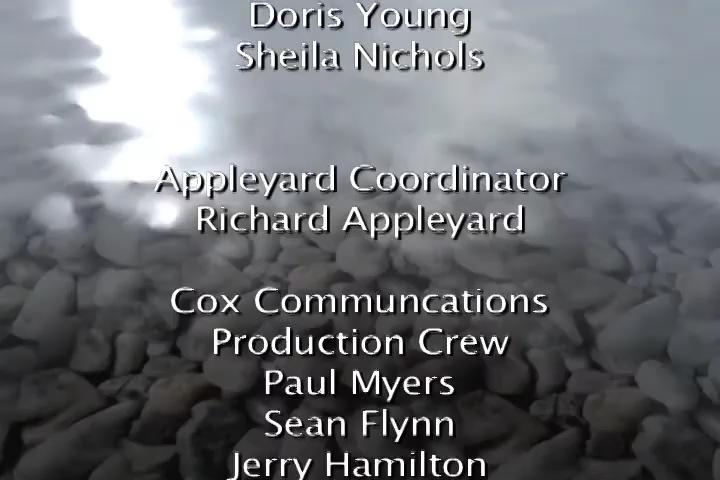 Doris Young
Sheila Nichols
Appleyard Coordinator
Richard Appleyard
Cox Communcations
Production Crew
Paul Myers
Sean Flynn
Jerry Hamilton